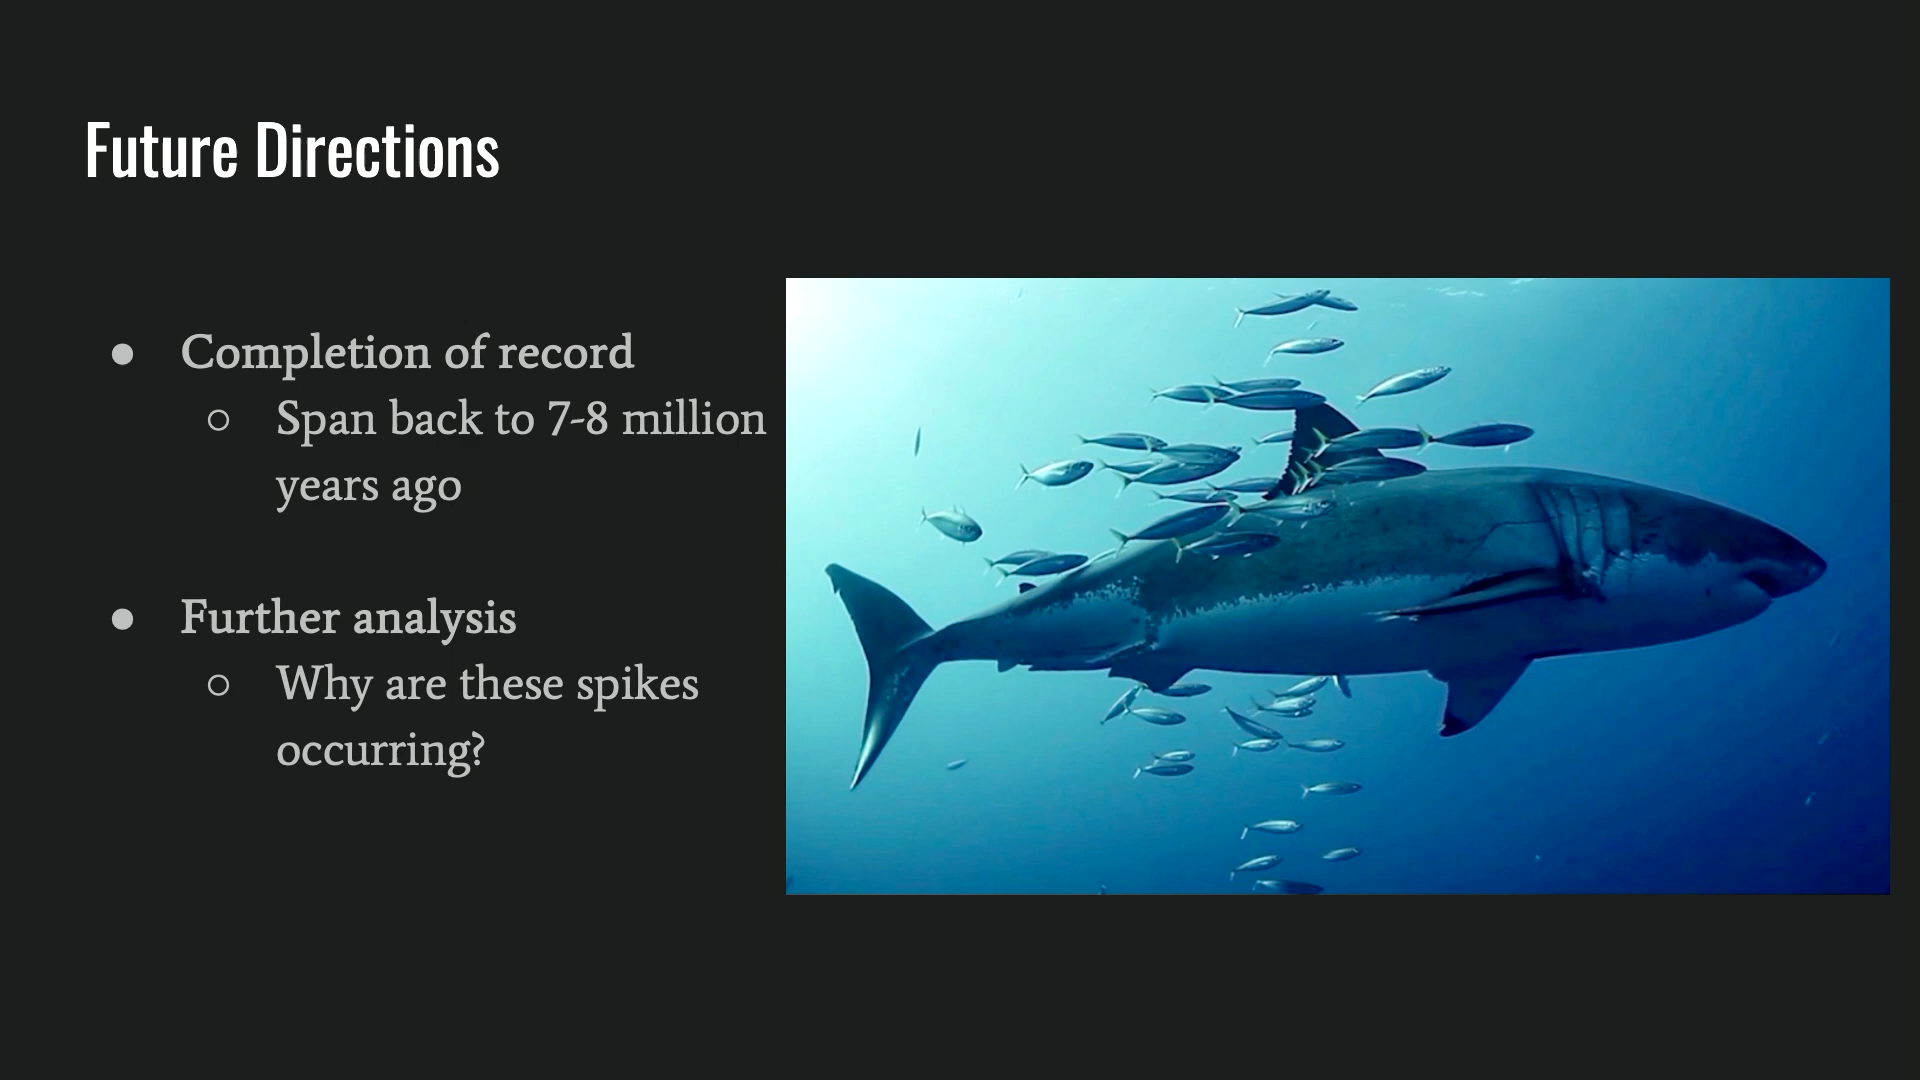 Future Directions
● Completion of record
○ Span back to 7-8 million
years ago
● Further analysis
○ Why are these spikes
occurring?